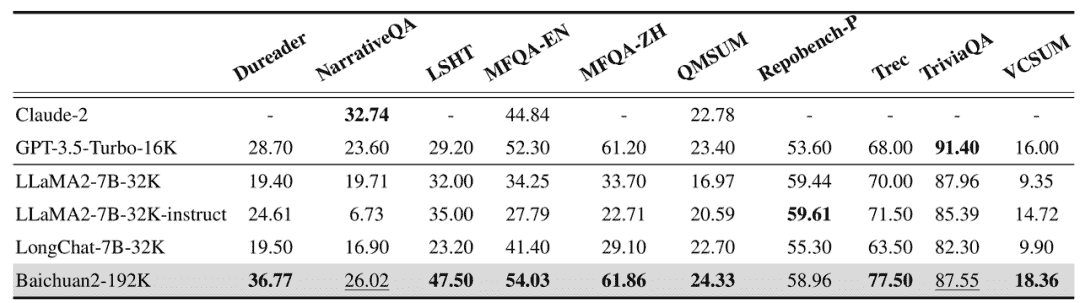 Dureader NarrativeQA LSHT MFQA-EN MFQA-ZH QMSUM Repobench-P Trec TriviaQA VCSUM
Claude-2 - 32.74 - 44.84 - 22.78 - - - -
GPT-3.5-Turbo-16K 28.70 23.60 29.20 52.30 61.20 23.40 53.60 68.00 91.40 16.00
LLaMA2-7B-32K 19.40 19.71 32.00 34.25 33.70 16.97 59.44 70.00 87.96 9.35
LLaMA2-7B-32K-instruct 24.61 6.73 35.00 27.79 22.71 20.59 59.61 71.50 85.39 14.72
LongChat-7B-32K 19.50 16.90 23.20 41.40 29.10 22.70 55.30 63.50 82.30 9.90
Baichuan2-192K 36.77 26.02 47.50 54.03 61.86 24.33 58.96 77.50 87.55 18.36